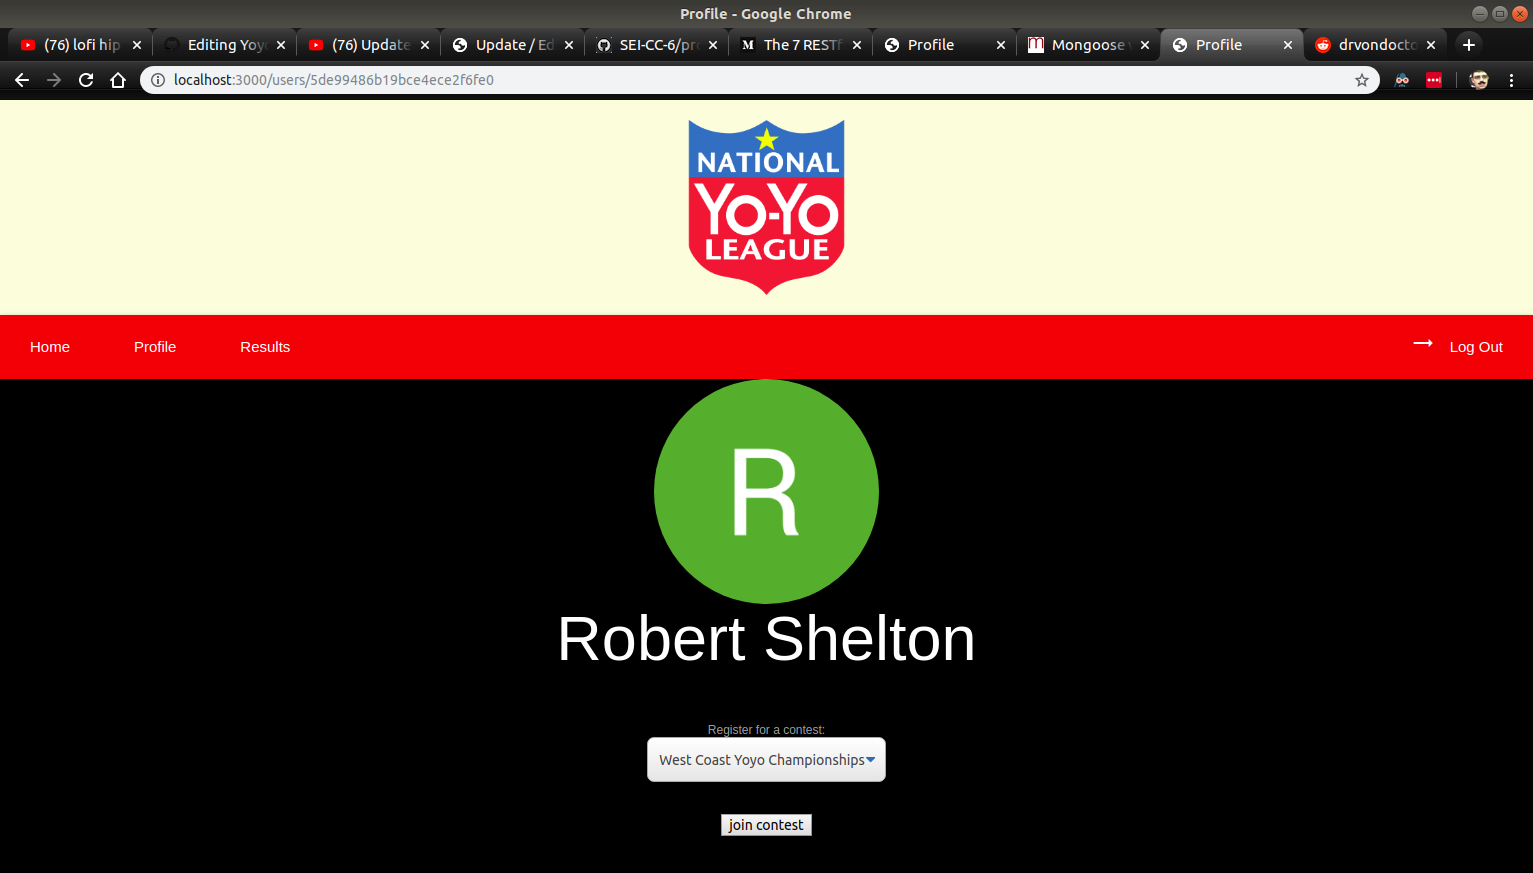 Profile - Google Chrome
(76) lofi hip
Editing Yoy
(76) Update
Update / Ed
SEI-CC-6/pr
The 7 RESTf
Profile
Mongoose
Profile
drvondocto
localhost:3000/users/5de99486b19bce4ece2f6fe0
NATIONAL
YO-YO
LEAGUE
Home
Profile
Results
Log Out
R
Robert Shelton
Register for a contest:
West Coast Yoyo Championships
join contest